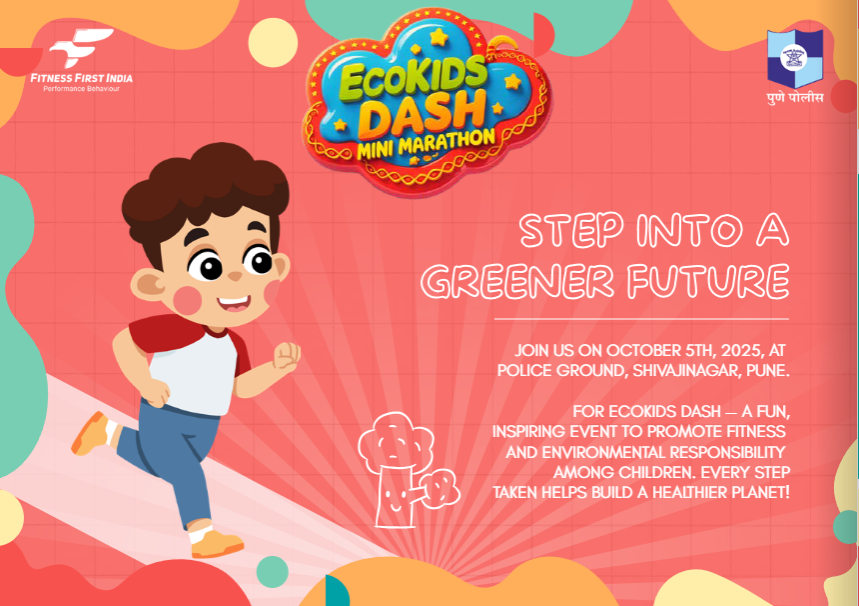 FITNESS FIRST INDIA
Performance Behaviour
ECOKIDS
DASH
MINI MARATHON
पुणे पोलीस
STEP INTO A
GREENER FUTURE
JOIN US ON OCTOBER 5TH, 2025, AT
POLICE GROUND, SHIVAJINAGAR, PUNE.
FOR ECOKIDS DASH — A FUN,
INSPIRING EVENT TO PROMOTE FITNESS
AND ENVIRONMENTAL RESPONSIBILITY
AMONG CHILDREN. EVERY STEP
TAKEN HELPS BUILD A HEALTHIER PLANET!